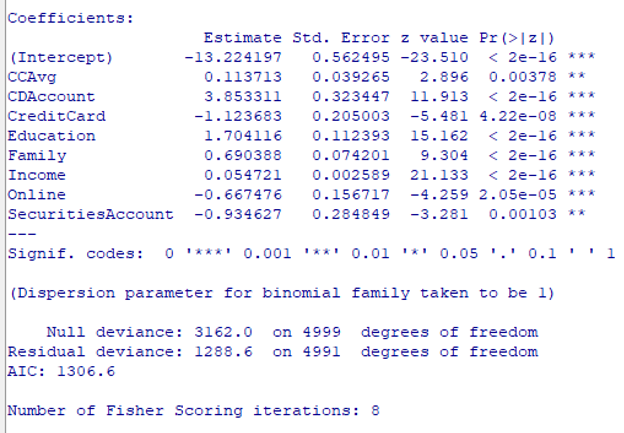 Coefficients:
                   Estimate Std. Error z value Pr(>|z|)
(Intercept)       -13.224197   0.562495 -23.510  < 2e-16 ***
CCAvg               0.113713   0.039265   2.896  0.00378 **
CDAccount           3.853311   0.323447  11.913  < 2e-16 ***
CreditCard         -1.123683   0.205003  -5.481 4.22e-08 ***
Education           1.704116   0.112393  15.162  < 2e-16 ***
Family              0.690388   0.074201   9.304  < 2e-16 ***
Income              0.054721   0.002589  21.133  < 2e-16 ***
Online             -0.667476   0.156717  -4.259 2.05e-05 ***
SecuritiesAccount  -0.934627   0.284849  -3.281  0.00103 **
---
Signif. codes:  0 '***' 0.001 '**' 0.01 '*' 0.05 '.' 0.1 ' ' 1
(Dispersion parameter for binomial family taken to be 1)
    Null deviance: 3162.0  on 4999  degrees of freedom
Residual deviance: 1288.6  on 4991  degrees of freedom
AIC: 1306.6
Number of Fisher Scoring iterations: 8